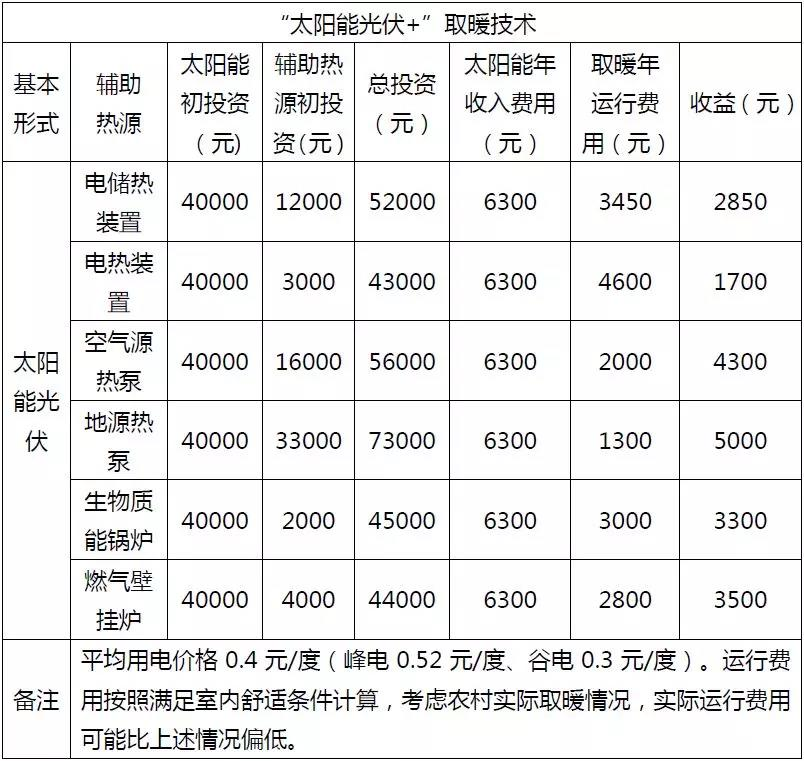 “太阳能光伏+”取暖技术
基本形式 辅助热源 太阳能初投资（元) 辅助热源初投资(元) 总投资（元） 太阳能年收入费用（元） 取暖年运行费用（元） 收益（元）
太阳能光伏
电储热装置 40000 12000 52000 6300 3450 2850
电热装置 40000 3000 43000 6300 4600 1700
空气源热泵 40000 16000 56000 6300 2000 4300
地源热泵 40000 33000 73000 6300 1300 5000
生物质能锅炉 40000 2000 45000 6300 3000 3300
燃气壁挂炉 40000 4000 44000 6300 2800 3500
备注
平均用电价格 0.4 元/度（峰电 0.52 元/度、谷电 0.3 元/度）。运行费
用按照满足室内舒适条件计算，考虑农村实际取暖情况，实际运行费用
可能比上述情况偏低。